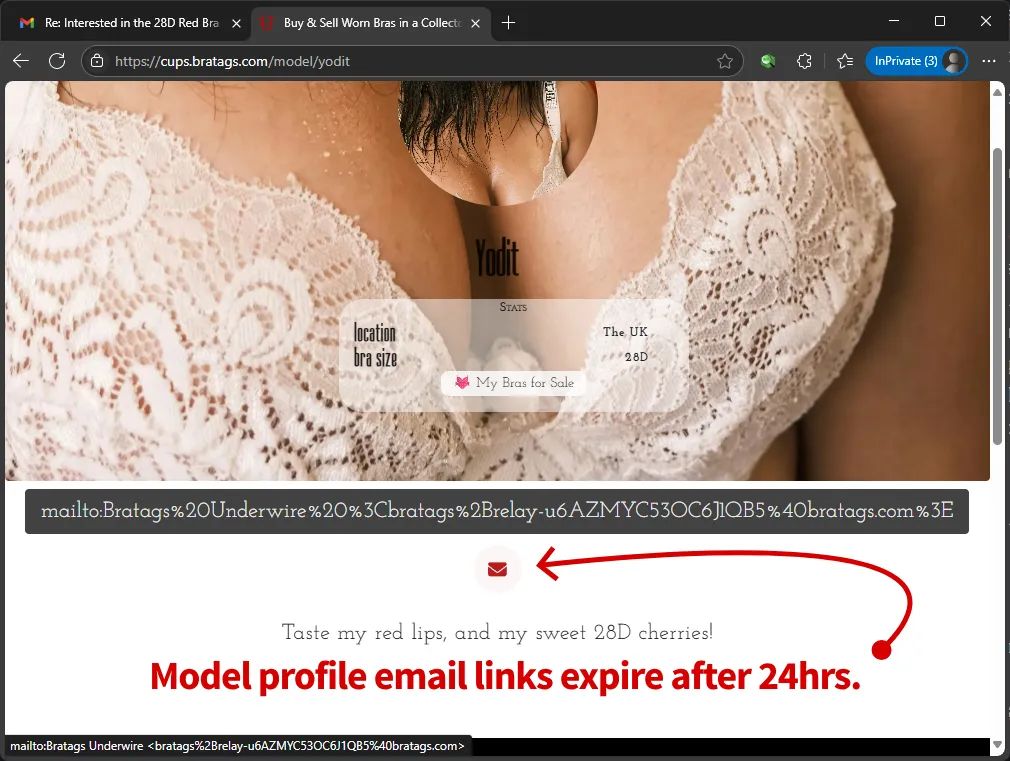 Re: Interested in the 28D Red Bra
Buy & Sell Worn Bras in a Collecto
https://cups.bratags.com/model/yodit
InPrivate (3)
Yodit
Stats
location The UK
bra size 28D
My Bras for Sale
mailto:Bratags%20Underwire%20%3Cbratags%2Brelay-u6AZMYC53OC6J1QB5%40bratags.com%3E
Taste my red lips, and my sweet 28D cherries!
Model profile email links expire after 24hrs.
mailto:Bratags Underwire <bratags%2Brelay-u6AZMYC53OC6J1QB5%40bratags.com>